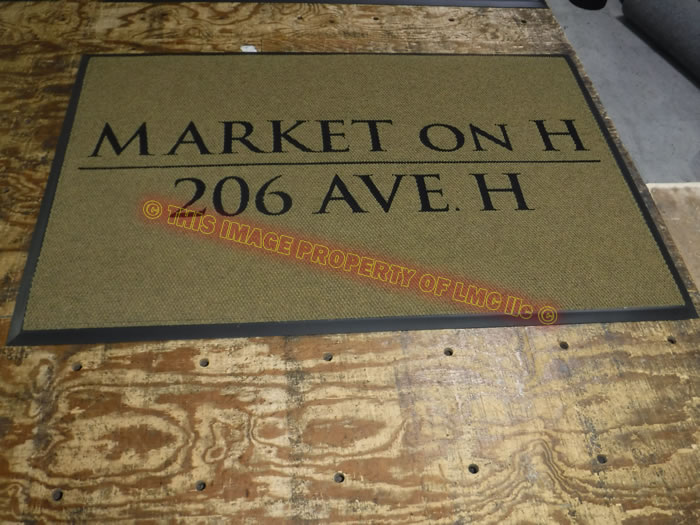 MARKET ON H
206 AVE. H
© THIS IMAGE PROPERTY OF LMC llc ©